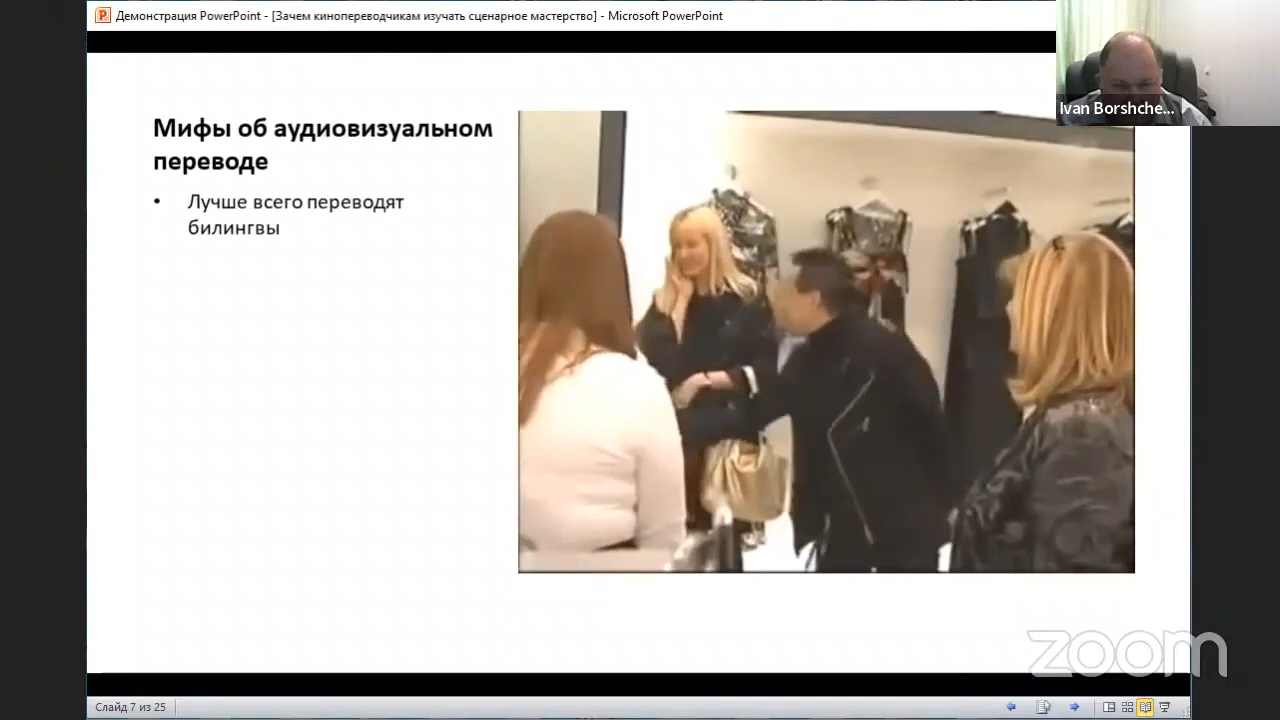 Демонстрация PowerPoint - [Зачем кинопереводчикам изучать сценарное мастерство] - Microsoft PowerPoint
Ivan Borshche...
Мифы об аудиовизуальном
переводе
• Лучше всего переводят
билингвы
zoom
Слайд 7 из 25